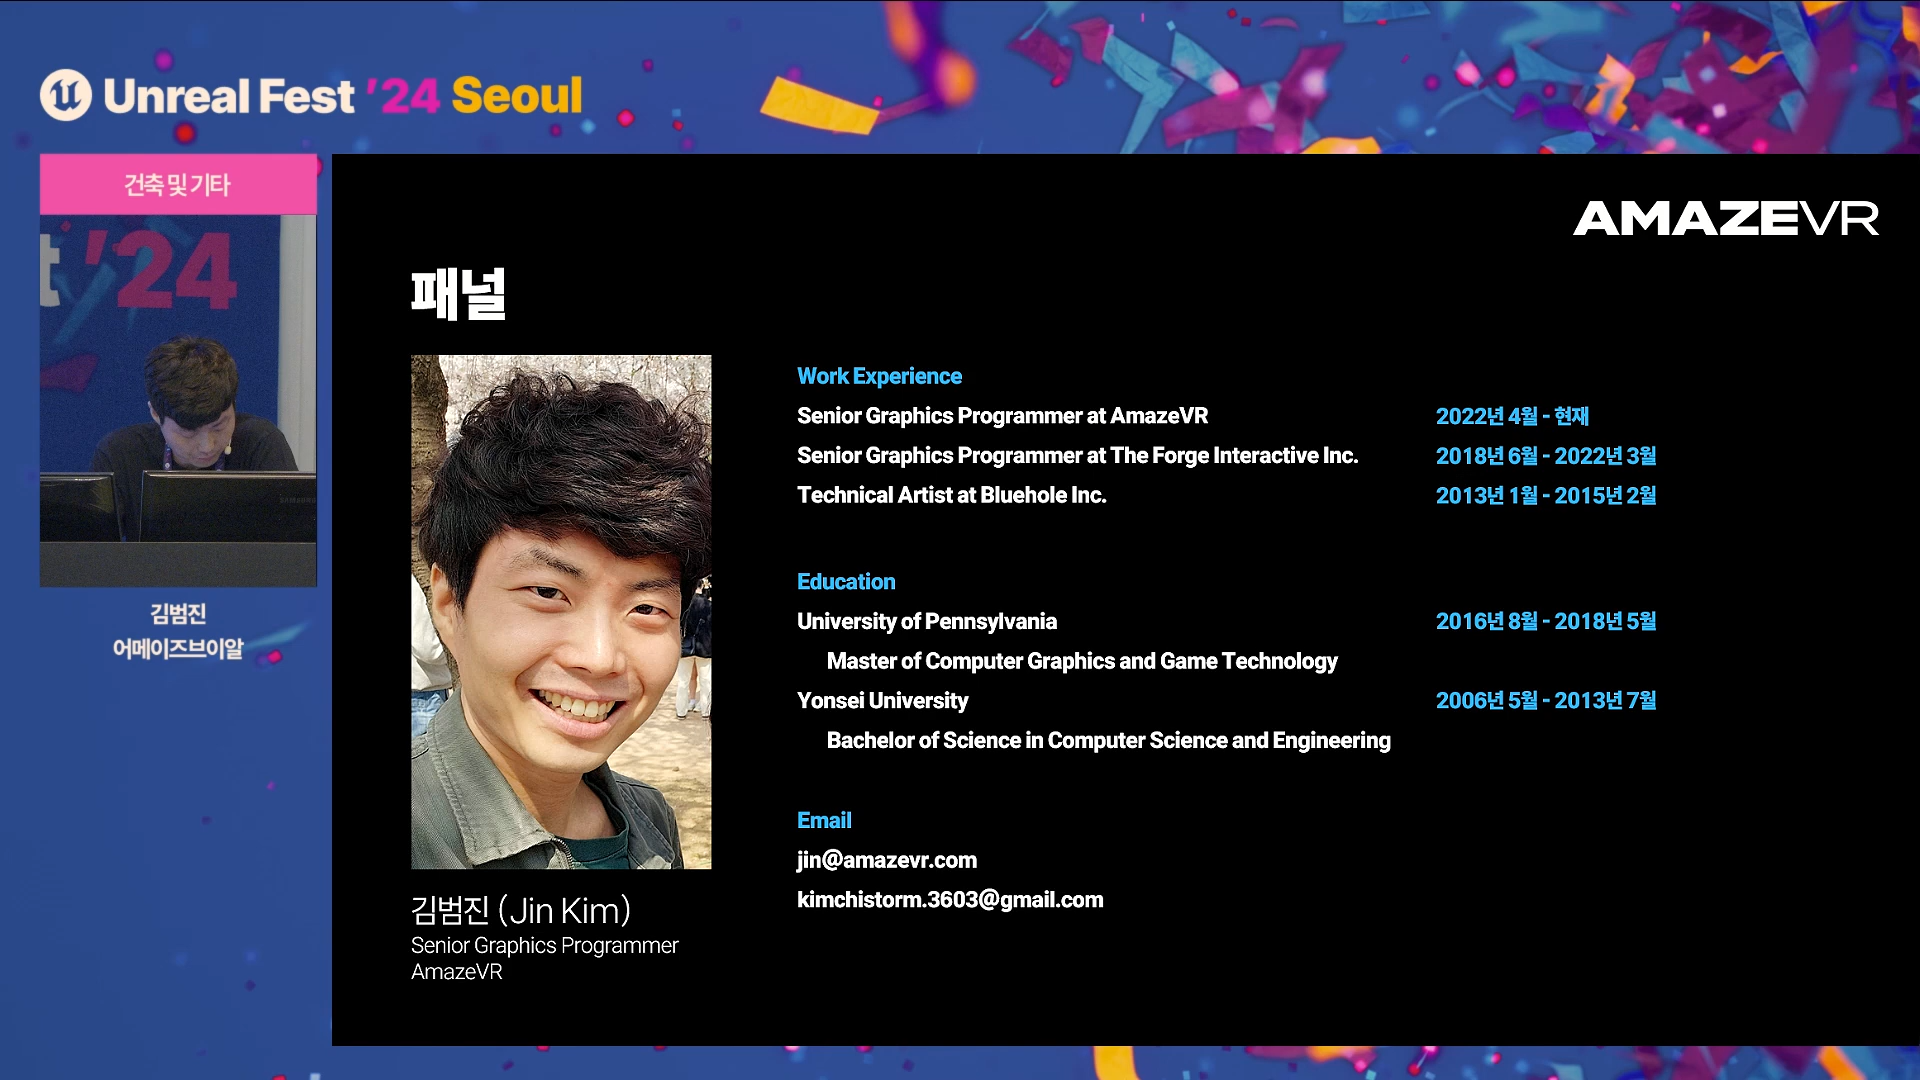 Unreal Fest '24 Seoul
건축 및 기타
t '24
SAMSUNG
김범진
어메이즈브이알
AMAZEVR
패널
김범진 (Jin Kim)
Senior Graphics Programmer
AmazeVR
Work Experience
Senior Graphics Programmer at AmazeVR 2022년 4월 - 현재
Senior Graphics Programmer at The Forge Interactive Inc. 2018년 6월 - 2022년 3월
Technical Artist at Bluehole Inc. 2013년 1월 - 2015년 2월
Education
University of Pennsylvania 2016년 8월 - 2018년 5월
Master of Computer Graphics and Game Technology
Yonsei University 2006년 5월 - 2013년 7월
Bachelor of Science in Computer Science and Engineering
Email
jin@amazevr.com
kimchistorm.3603@gmail.com